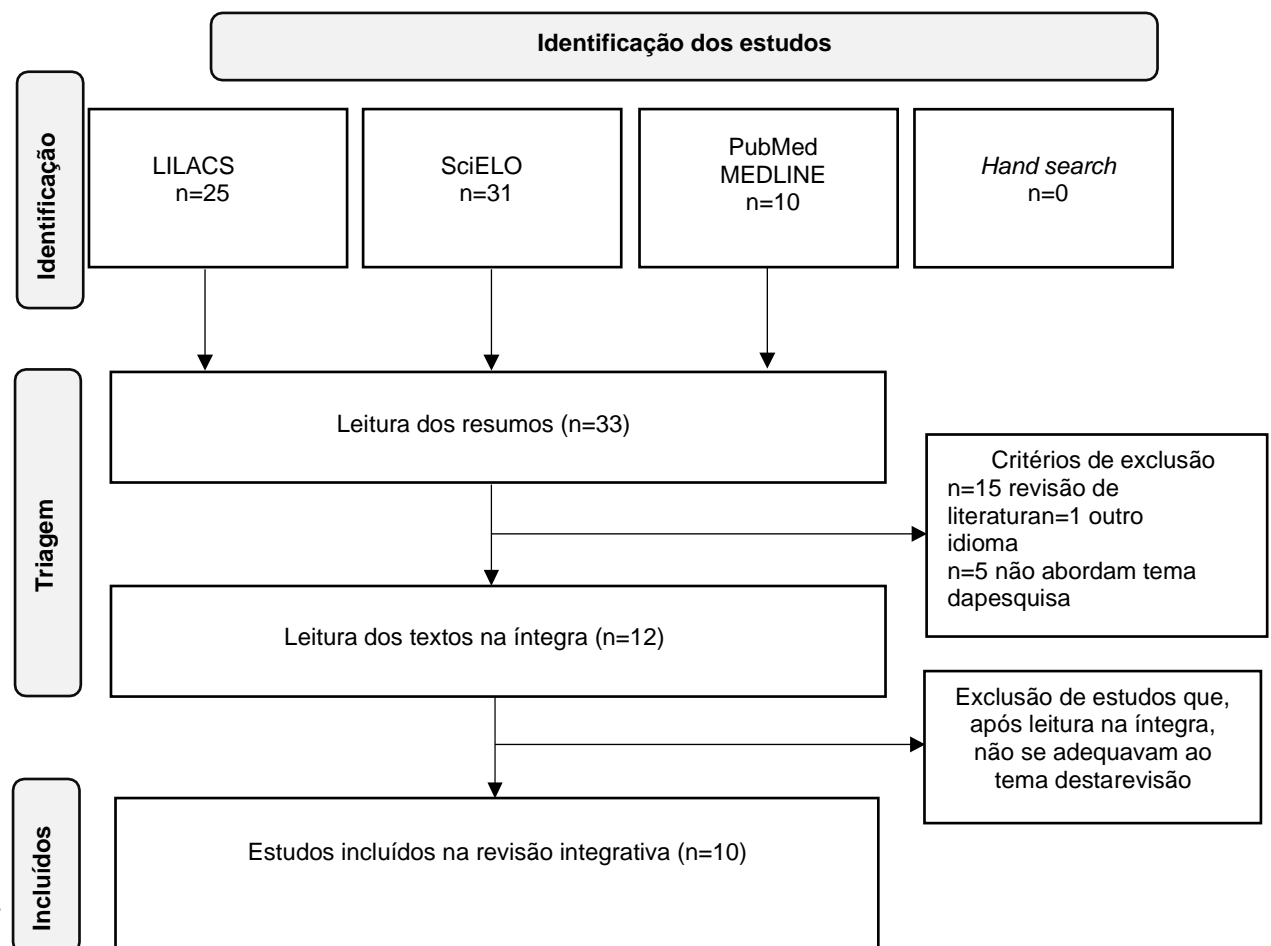 Identificação dos estudos
Identificação
LILACS
n=25
SciELO
n=31
PubMed
MEDLINE
n=10
Hand search
n=0
Triagem
Leitura dos resumos (n=33)
Critérios de exclusão
n=15 revisão de
literaturan=1 outro
idioma
n=5 não abordam tema
dapesquisa
Leitura dos textos na íntegra (n=12)
Exclusão de estudos que,
após leitura na íntegra,
não se adequavam ao
tema destarevisão
Incluídos
Estudos incluídos na revisão integrativa (n=10)